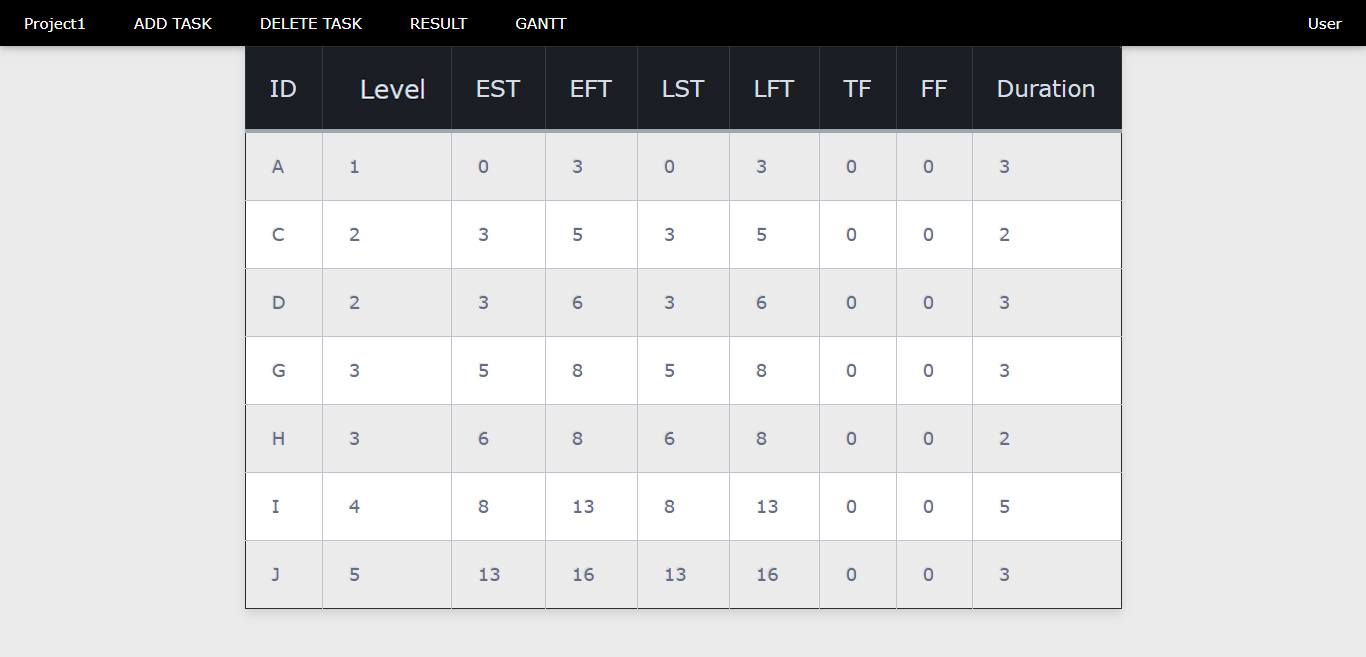 Project1 ADD TASK DELETE TASK RESULT GANTT User
ID Level EST EFT LST LFT TF FF Duration
A 1 0 3 0 3 0 0 3
C 2 3 5 3 5 0 0 2
D 2 3 6 3 6 0 0 3
G 3 5 8 5 8 0 0 3
H 3 6 8 6 8 0 0 2
I 4 8 13 8 13 0 0 5
J 5 13 16 13 16 0 0 3